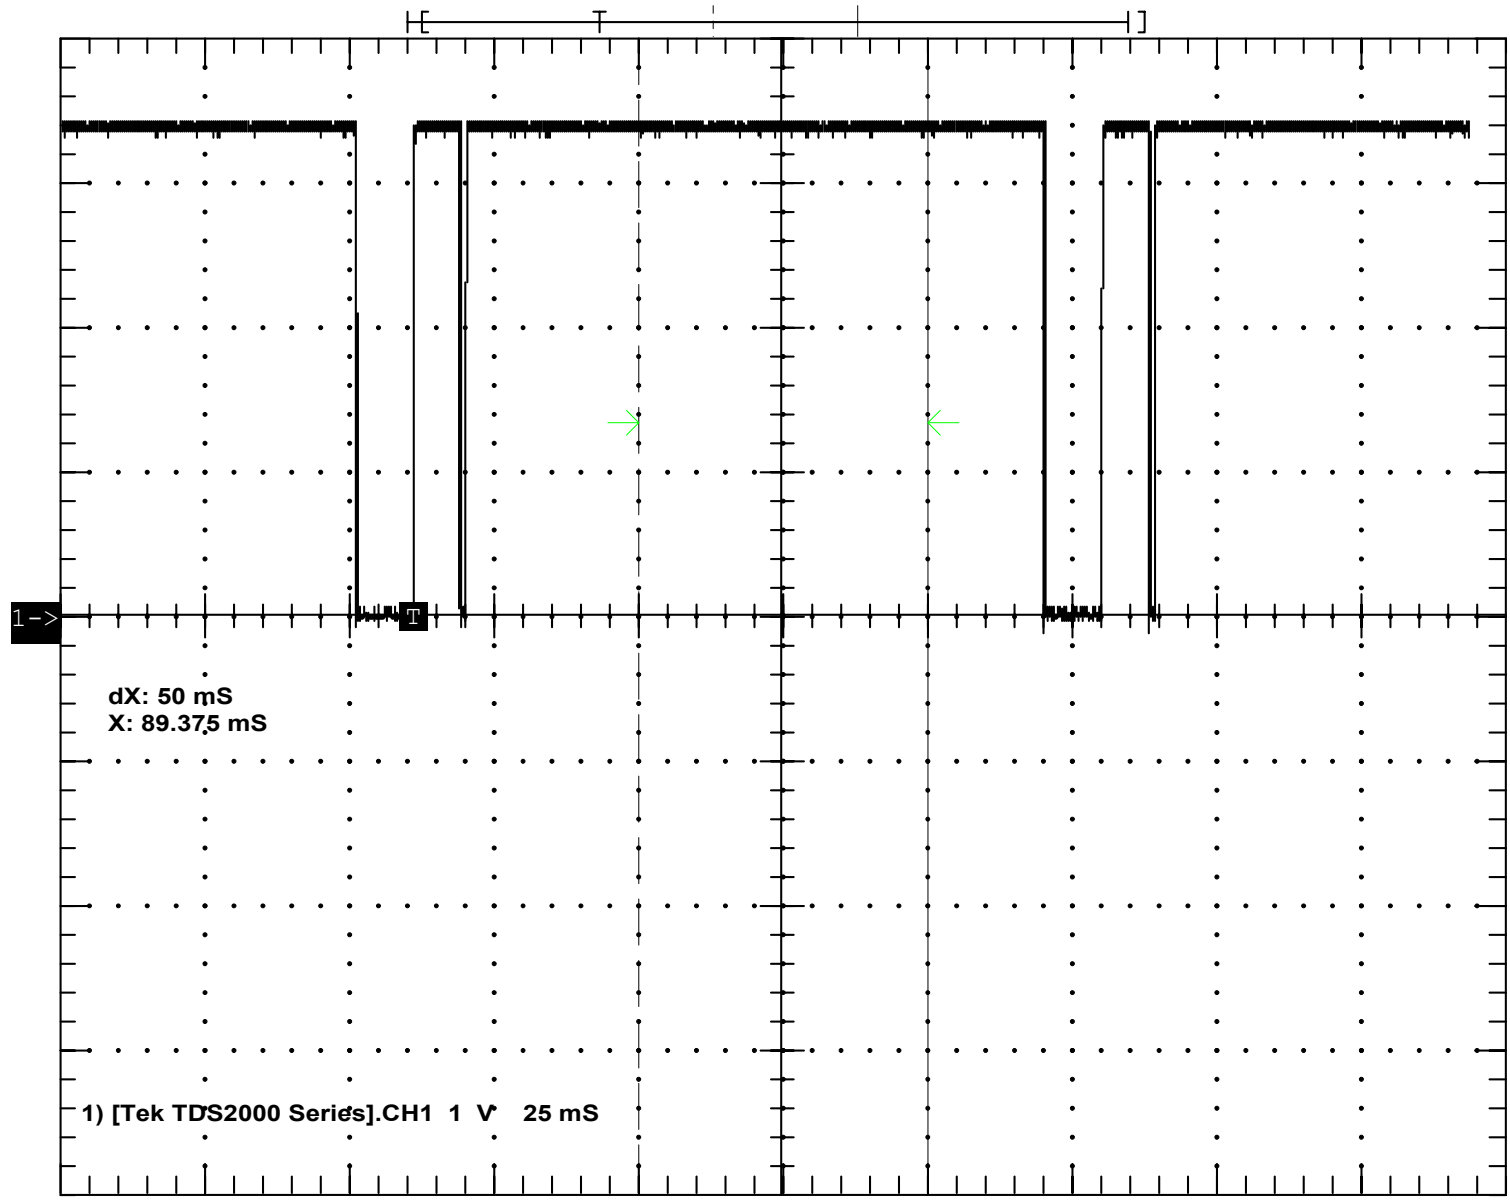 T
1->
dX: 50 mS
X: 89.375 mS
1) [Tek TDS2000 Series].CH1 1 V 25 mS